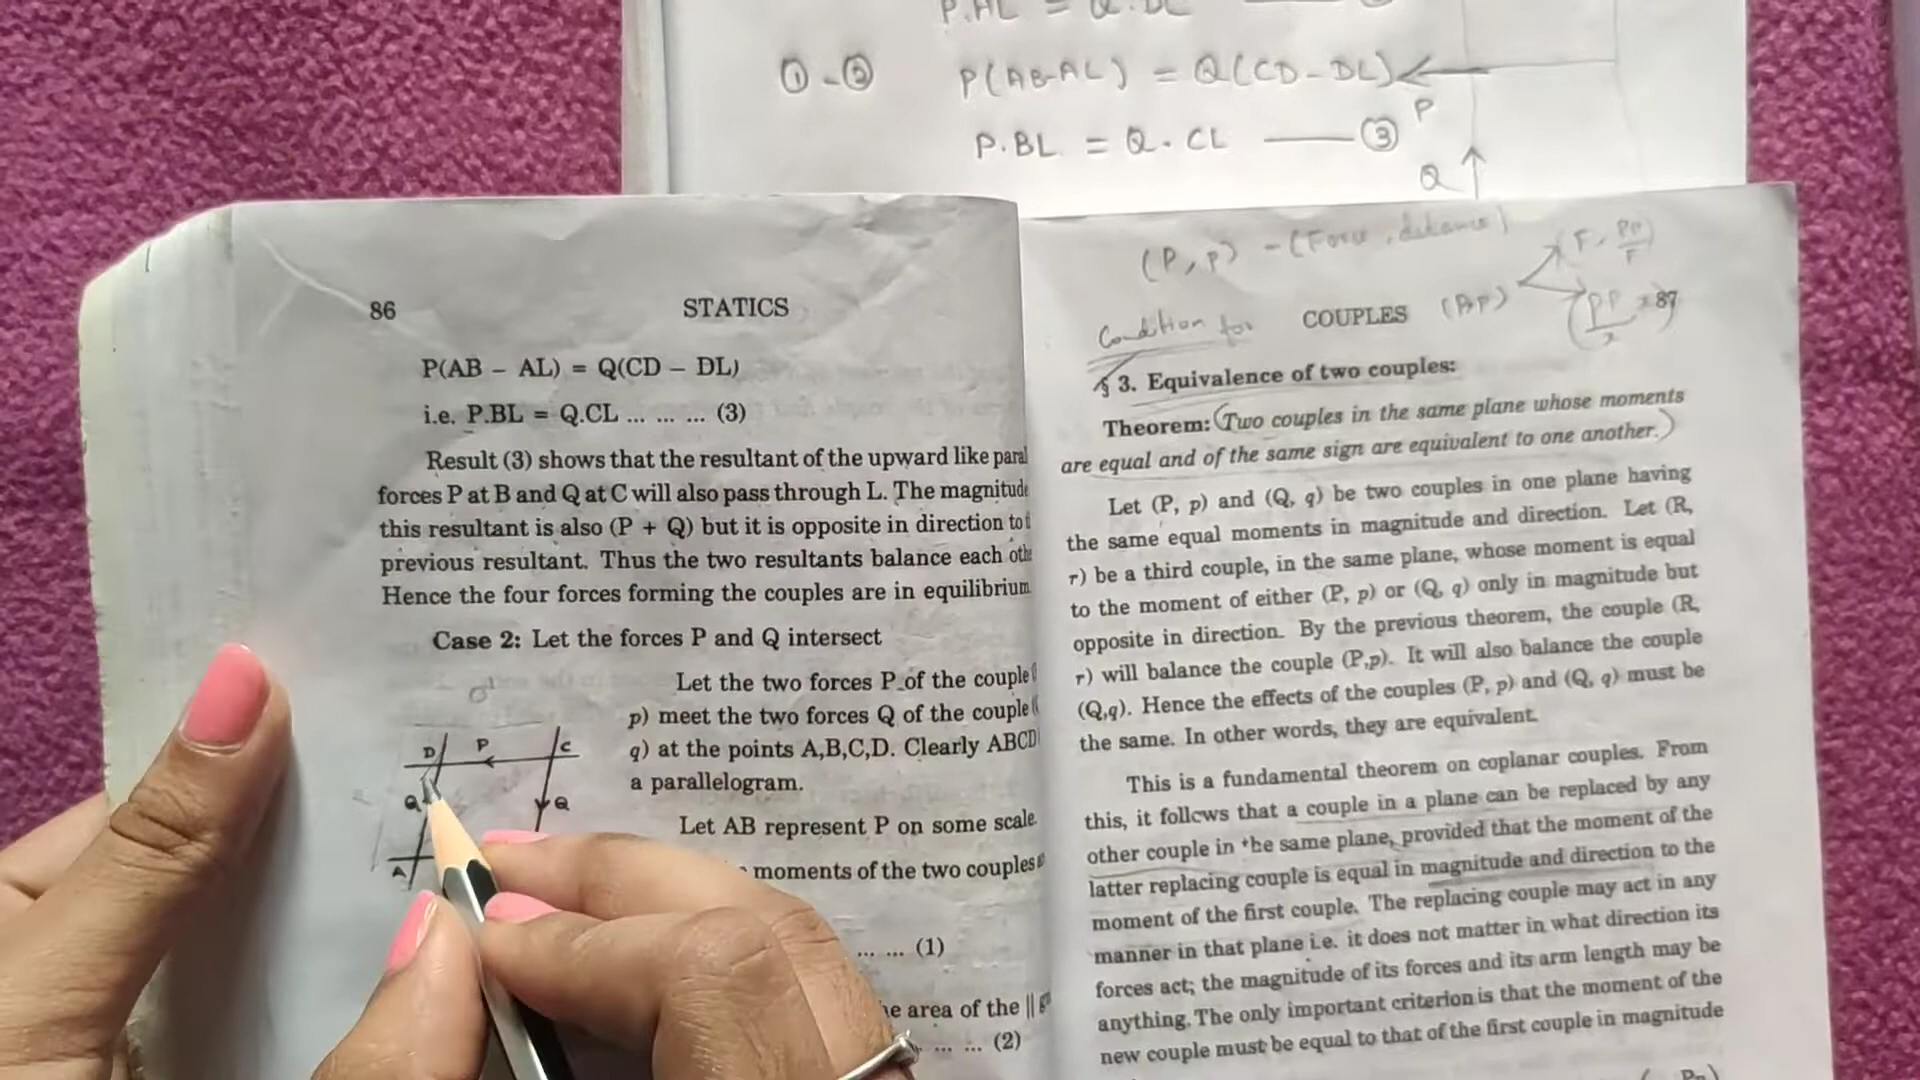 ① - ② P(AB-AL) = Q(CD-DL)
P
P.BL = Q.CL ——— ③
Q
86 STATICS
P(AB – AL) = Q(CD – DL)
i.e. P.BL = Q.CL ... ... ... (3)
Result (3) shows that the resultant of the upward like
forces P at B and Q at C will also pass through L. The
this resultant is also (P + Q) but it is opposite in direction to
previous resultant. Thus the two resultants balance each
Hence the four forces forming the couples are in equilibrium
Case 2: Let the forces P and Q intersect
Let the two forces P of the couple
p) meet the two forces Q of the couple
q) at the points A,B,C,D. Clearly ABCD
a parallelogram.
Let AB represent P on some scale.
moments of the two couples
... ... (1)
area of the ||
... ... (2)
D P C
Q Q
A
(P, p) - (Force, distance)
Condition for
COUPLES 87
§ 3. Equivalence of two couples:
Theorem: Two couples in the same plane whose moments
are equal and of the same sign are equivalent to one another.
Let (P, p) and (Q, q) be two couples in one plane having
the same equal moments in magnitude and direction. Let (R,
r) be a third couple, in the same plane, whose moment is equal
to the moment of either (P, p) or (Q, q) only in magnitude but
opposite in direction. By the previous theorem, the couple (R,
r) will balance the couple (P,p). It will also balance the couple
(Q,q). Hence the effects of the couples (P, p) and (Q, q) must be
the same. In other words, they are equivalent.
This is a fundamental theorem on coplanar couples. From
this, it follows that a couple in a plane can be replaced by any
other couple in the same plane, provided that the moment of the
latter replacing couple is equal in magnitude and direction to the
moment of the first couple. The replacing couple may act in any
manner in that plane i.e. it does not matter in what direction its
forces act; the magnitude of its forces and its arm length may be
anything. The only important criterion is that the moment of the
new couple must be equal to that of the first couple in magnitude